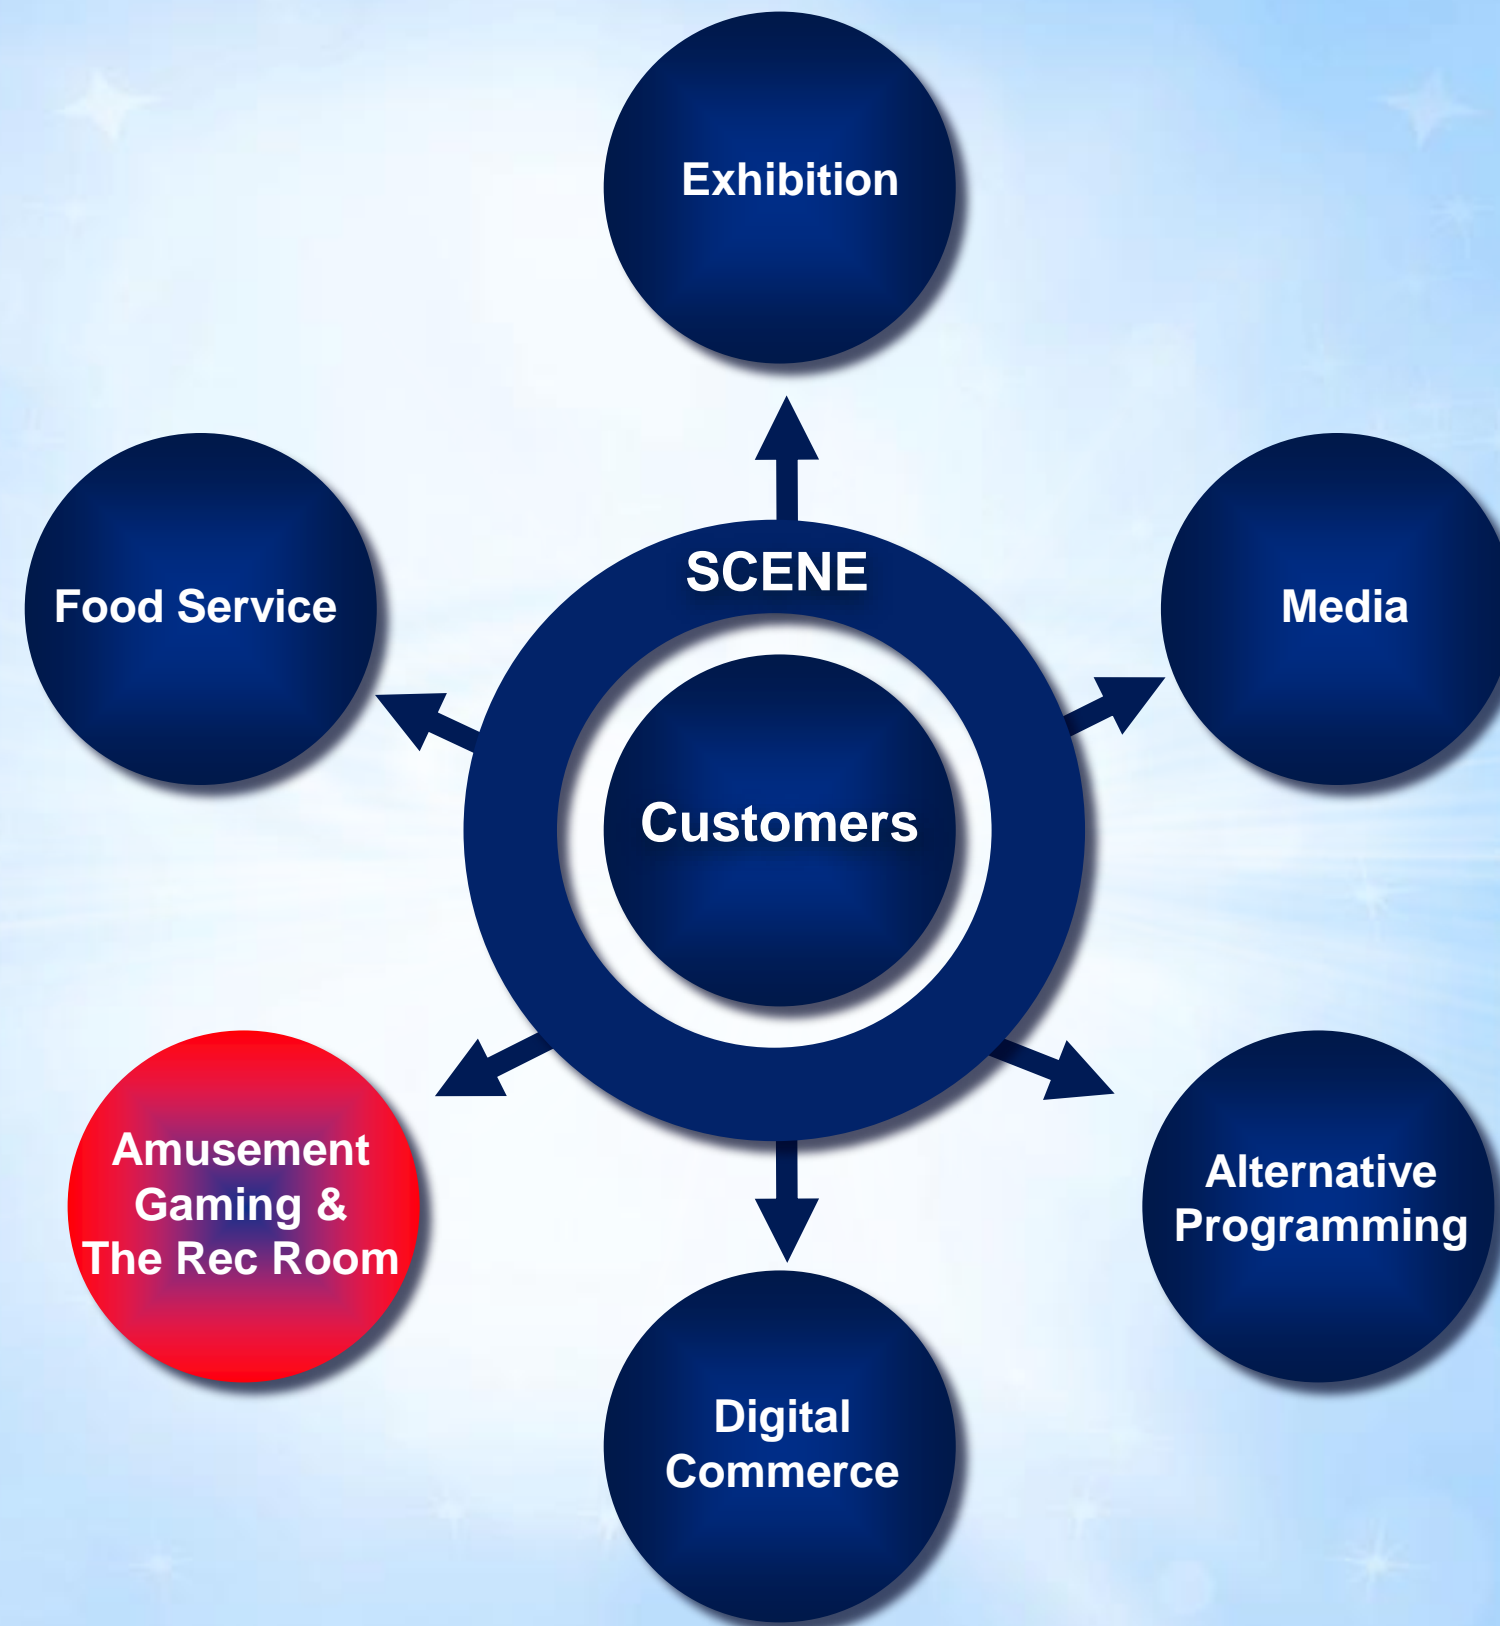 Exhibition
Food Service
SCENE
Media
Customers
Amusement
Gaming &
The Rec Room
Alternative
Programming
Digital
Commerce